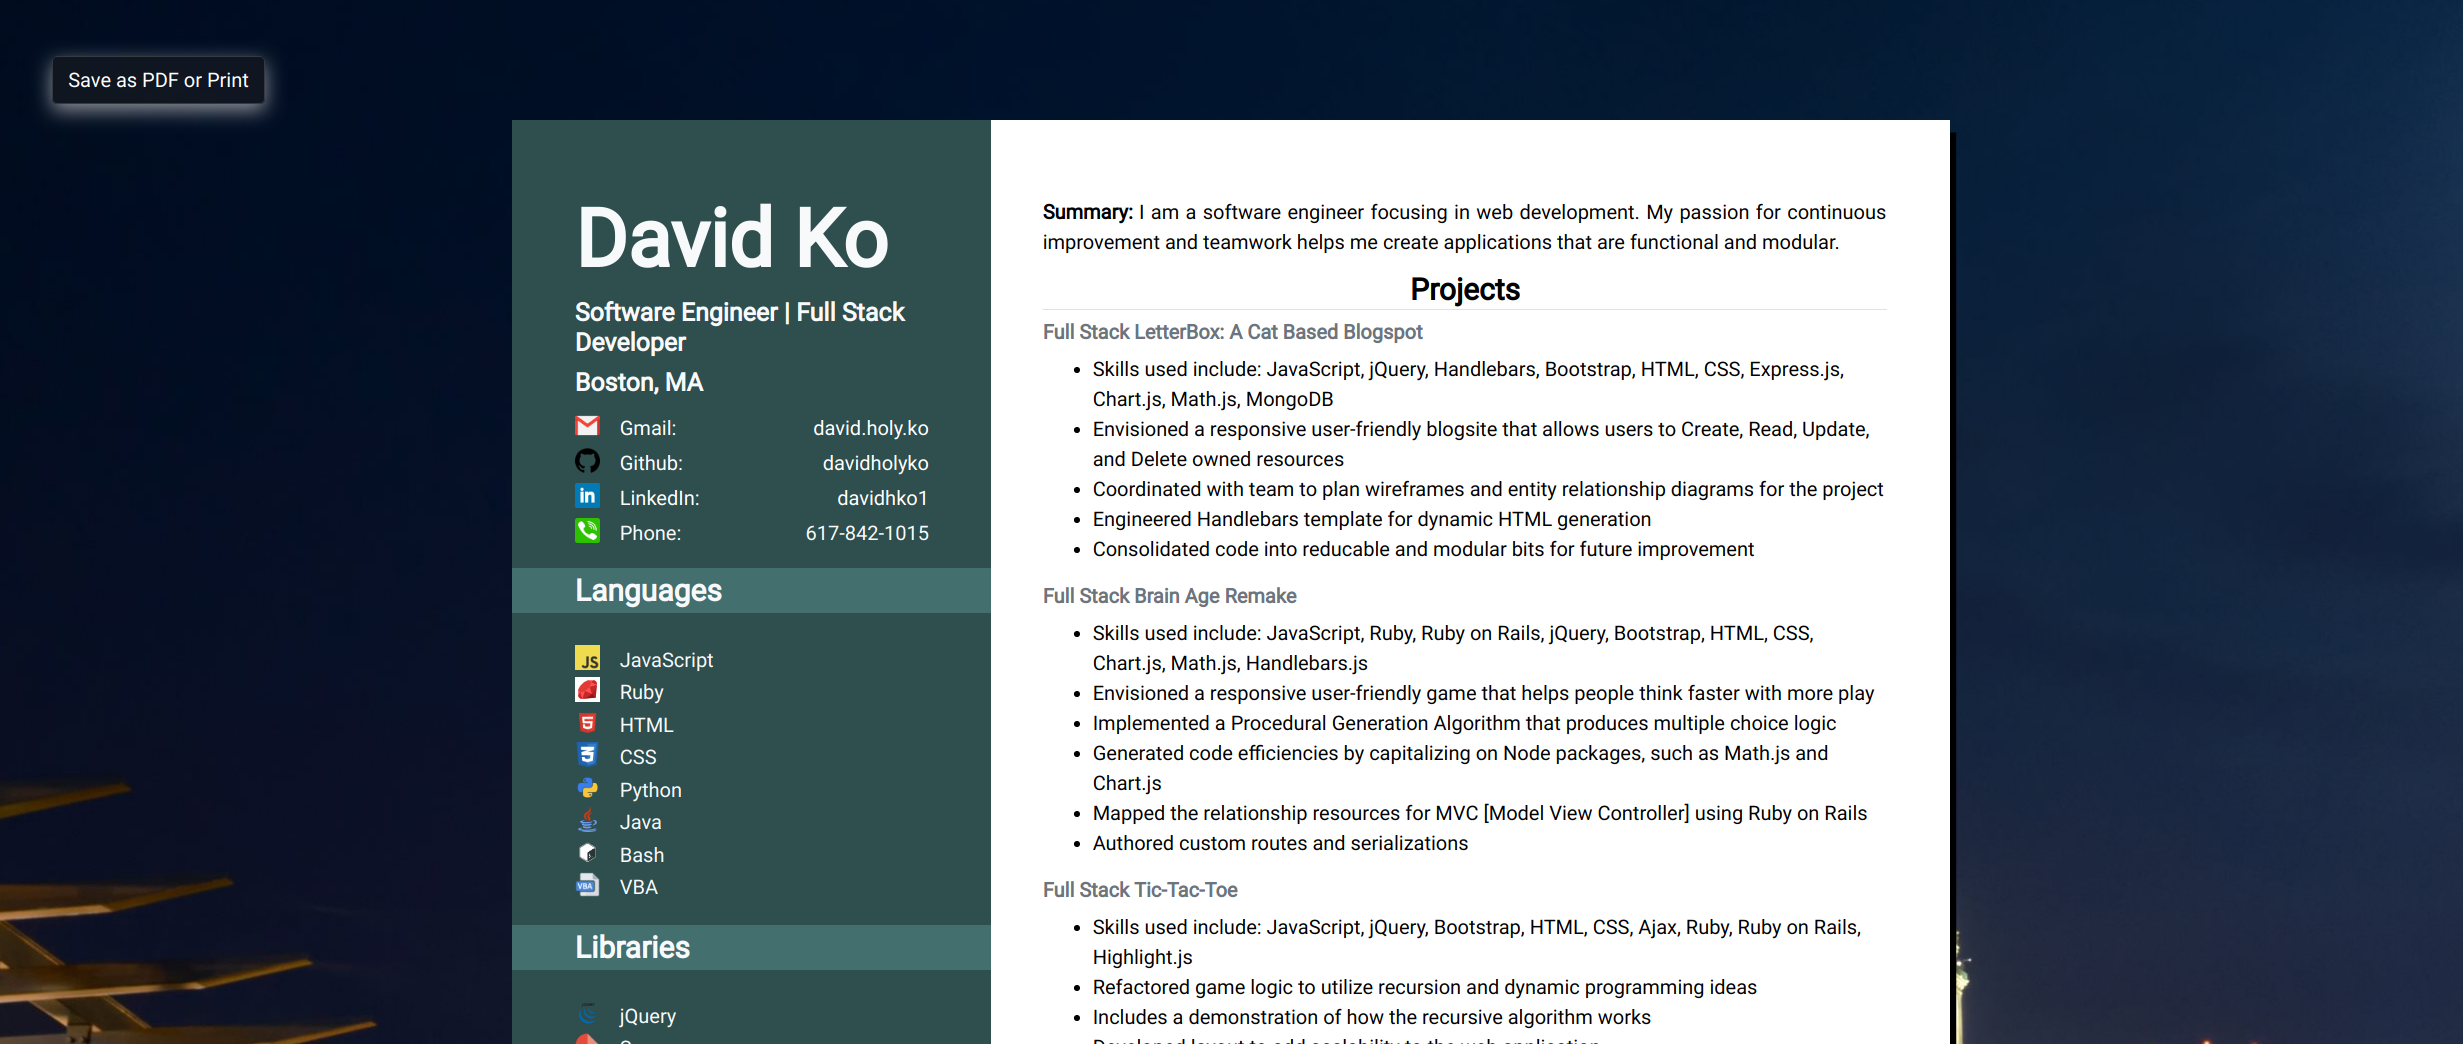 Save as PDF or Print
David Ko
Software Engineer | Full Stack
Developer
Boston, MA
Gmail: david.holy.ko
Github: davidholyko
LinkedIn: davidhko1
Phone: 617-842-1015
Languages
JavaScript
Ruby
HTML
CSS
Python
Java
Bash
VBA
Libraries
jQuery
Summary: I am a software engineer focusing in web development. My passion for continuous
improvement and teamwork helps me create applications that are functional and modular.
Projects
Full Stack LetterBox: A Cat Based Blogspot
• Skills used include: JavaScript, jQuery, Handlebars, Bootstrap, HTML, CSS, Express.js,
Chart.js, Math.js, MongoDB
• Envisioned a responsive user-friendly blogsite that allows users to Create, Read, Update,
and Delete owned resources
• Coordinated with team to plan wireframes and entity relationship diagrams for the project
• Engineered Handlebars template for dynamic HTML generation
• Consolidated code into reducable and modular bits for future improvement
Full Stack Brain Age Remake
• Skills used include: JavaScript, Ruby, Ruby on Rails, jQuery, Bootstrap, HTML, CSS,
Chart.js, Math.js, Handlebars.js
• Envisioned a responsive user-friendly game that helps people think faster with more play
• Implemented a Procedural Generation Algorithm that produces multiple choice logic
• Generated code efficiencies by capitalizing on Node packages, such as Math.js and
Chart.js
• Mapped the relationship resources for MVC [Model View Controller] using Ruby on Rails
• Authored custom routes and serializations
Full Stack Tic-Tac-Toe
• Skills used include: JavaScript, jQuery, Bootstrap, HTML, CSS, Ajax, Ruby, Ruby on Rails,
Highlight.js
• Refactored game logic to utilize recursion and dynamic programming ideas
• Includes a demonstration of how the recursive algorithm works
• Developed layout to add scalability to the web application